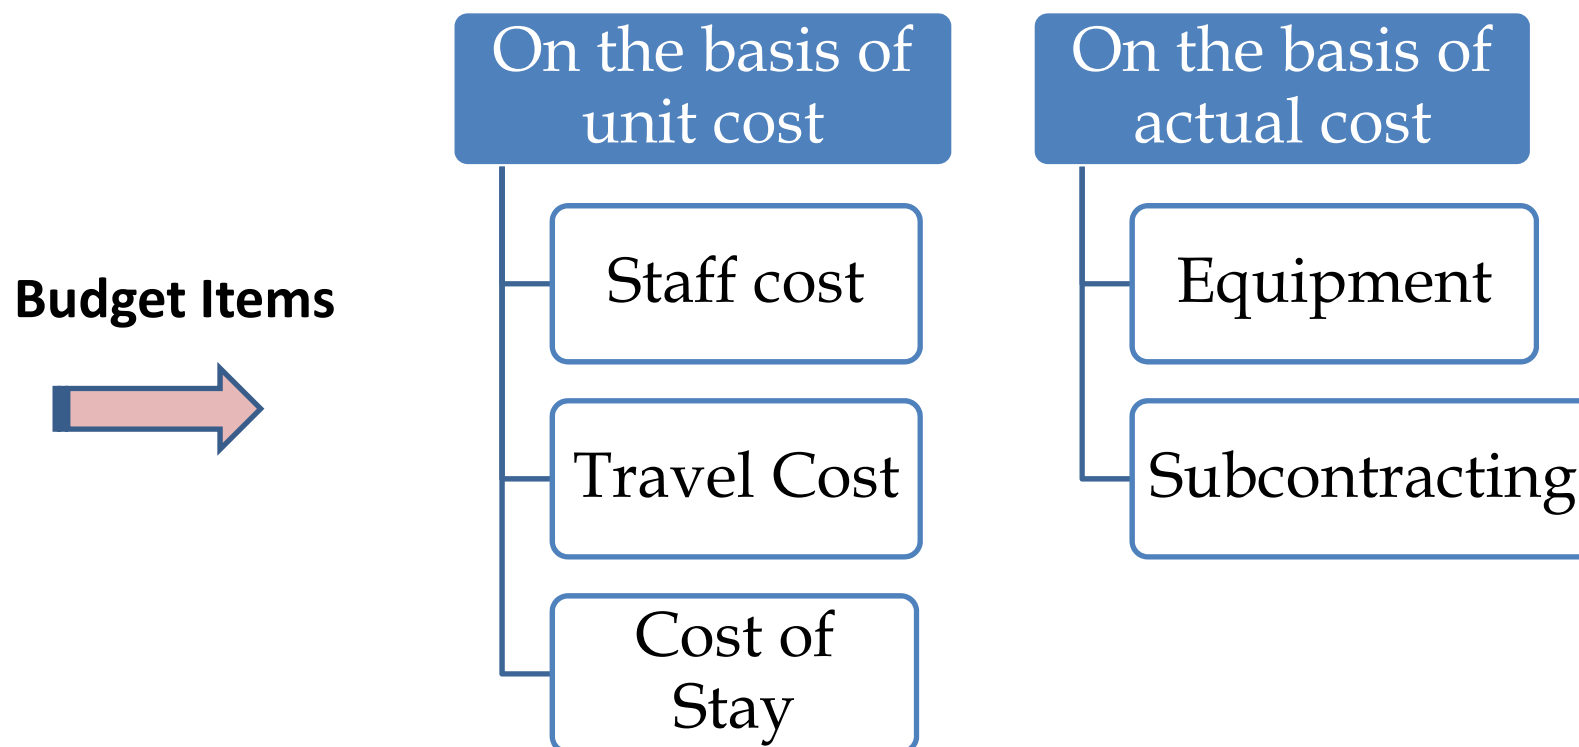 Budget Items
On the basis of
unit cost
Staff cost
Travel Cost
Cost of
Stay
On the basis of
actual cost
Equipment
Subcontracting